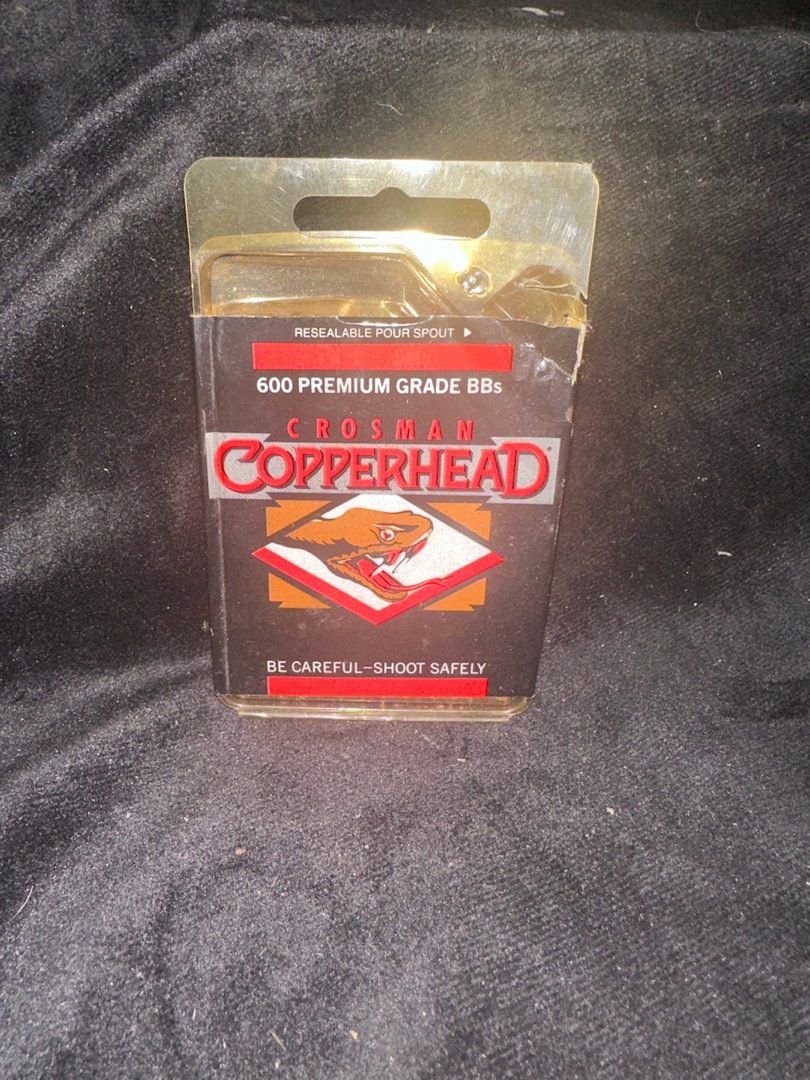 RESEALABLE POUR SPOUT ▶
600 PREMIUM GRADE BBs
CROSMAN
COPPERHEAD
BE CAREFUL—SHOOT SAFELY